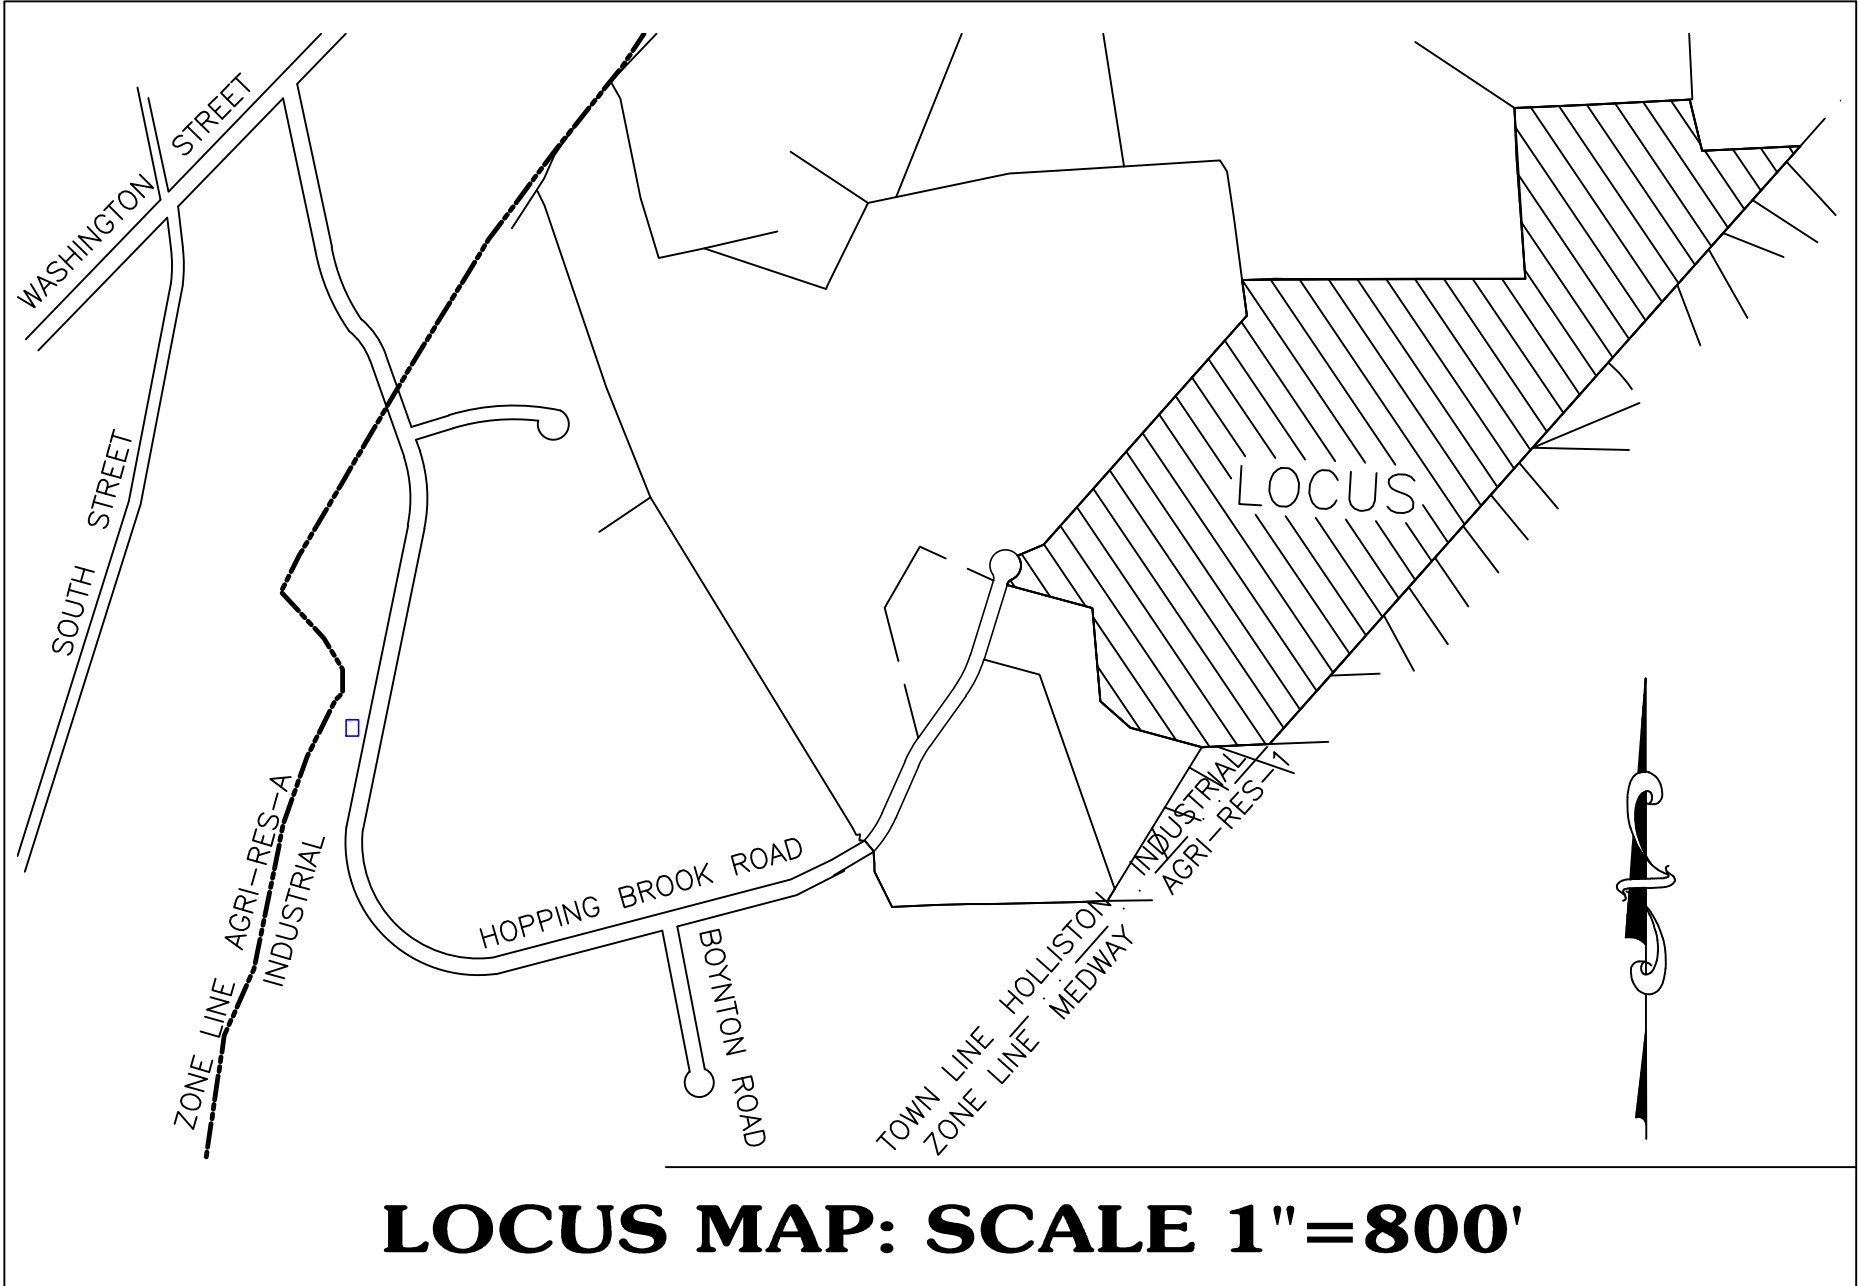 WASHINGTON STREET
SOUTH STREET
LOCUS
ZONE LINE AGRI-RES-A
INDUSTRIAL
HOPPING BROOK ROAD
BOYNTON ROAD
TOWN LINE HOLLISTON INDUSTRIAL
ZONE LINE MEDWAY AGRI-RES-1
LOCUS MAP: SCALE 1"=800'